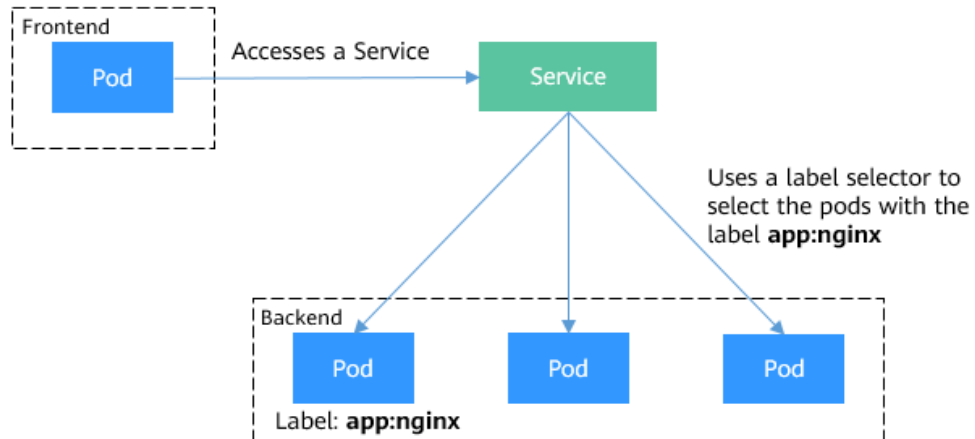 Frontend
Pod
Accesses a Service
Service
Uses a label selector to
select the pods with the
label app:nginx
Backend
Pod
Pod
Pod
Label: app:nginx